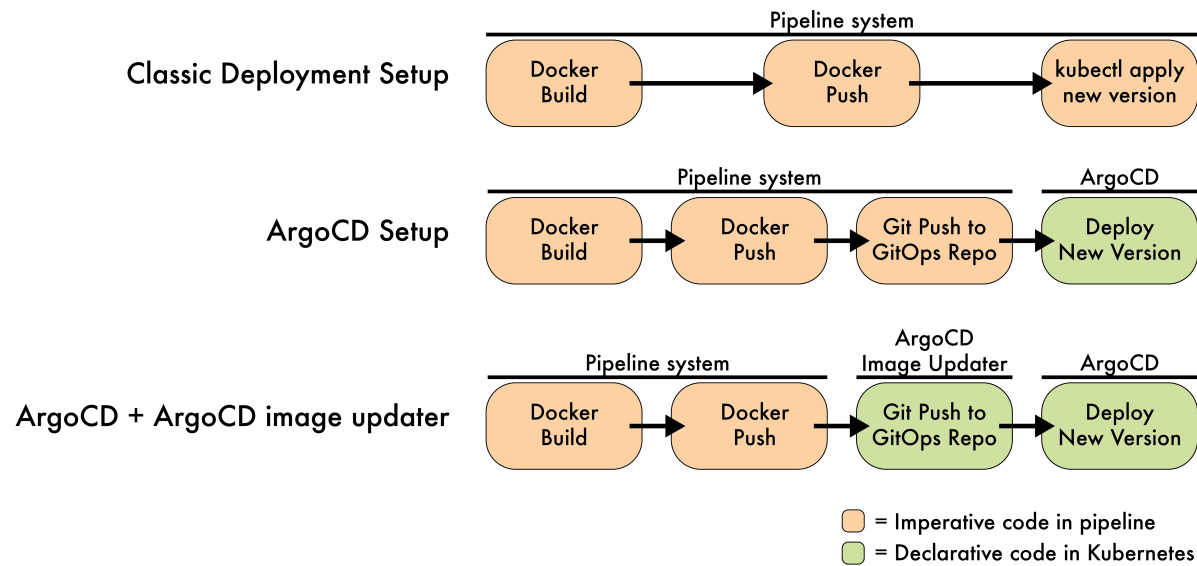 Pipeline system
Classic Deployment Setup
Docker
Build
Docker
Push
kubectl apply
new version
Pipeline system
ArgoCD
ArgoCD Setup
Docker
Build
Docker
Push
Git Push to
GitOps Repo
Deploy
New Version
Pipeline system
ArgoCD
Image Updater
ArgoCD
ArgoCD + ArgoCD image updater
Docker
Build
Docker
Push
Git Push to
GitOps Repo
Deploy
New Version
= Imperative code in pipeline
= Declarative code in Kubernetes